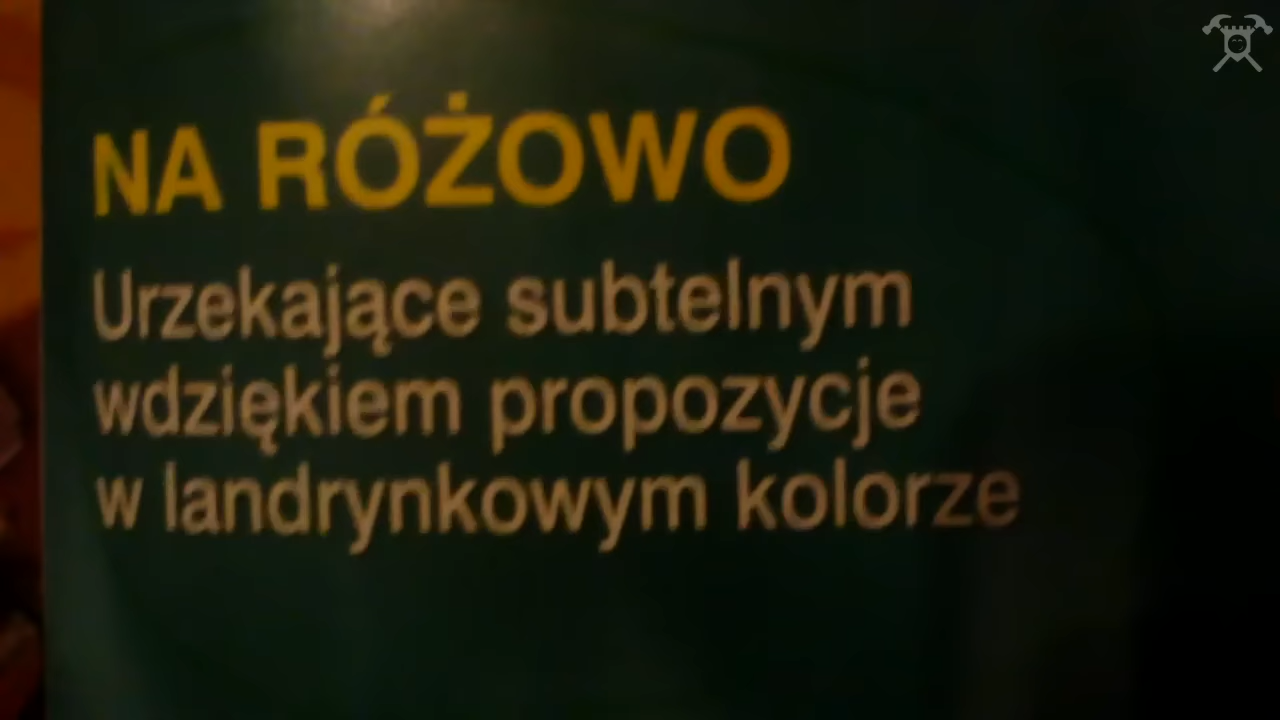 NA RÓŻOWO
Urzekające subtelnym
wdziękiem propozycje
w landrynkowym kolorze